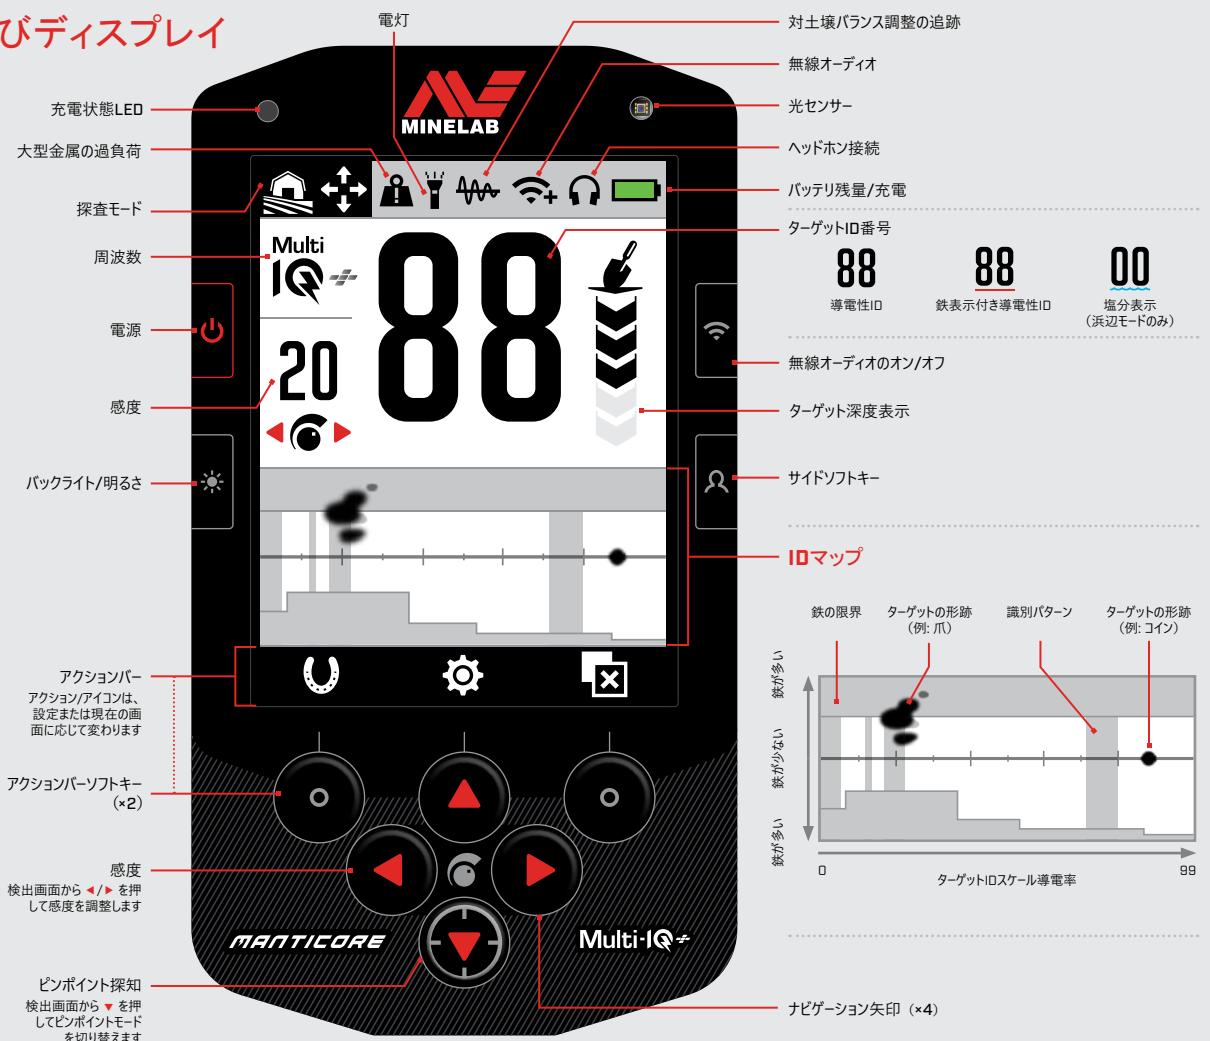 びディスプレイ
電灯
対土壌バランス調整の追跡
無線オーディオ
充電状態LED
光センサー
大型金属の過負荷
ヘッドホン接続
探査モード
バッテリ残量/充電
周波数
ターゲットID番号
電源
88
導電性ID
88
鉄表示付き導電性ID
00
塩分表示
(浜辺モードのみ)
感度
無線オーディオのオン/オフ
ターゲット深度表示
バックライト/明るさ
サイドソフトキー
MINELAB
Multi
IQ
88
20
IDマップ
鉄の限界
ターゲットの形跡
(例: 爪)
識別パターン
ターゲットの形跡
(例: コイン)
鉄が多い
鉄が少ない
鉄が多い
0
99
ターゲットIDスケール導電率
アクションバー
アクション/アイコンは、
設定または現在の画
面に応じて変わります
アクションバーソフトキー
(×2)
感度
検出画面から ◀/▶ を押
して感度を調整します
MANTICORE
Multi-IQ+
ピンポイント探知
検出画面から ▼ を押
してピンポイントモード
を切り替えます
ナビゲーション矢印 (×4)